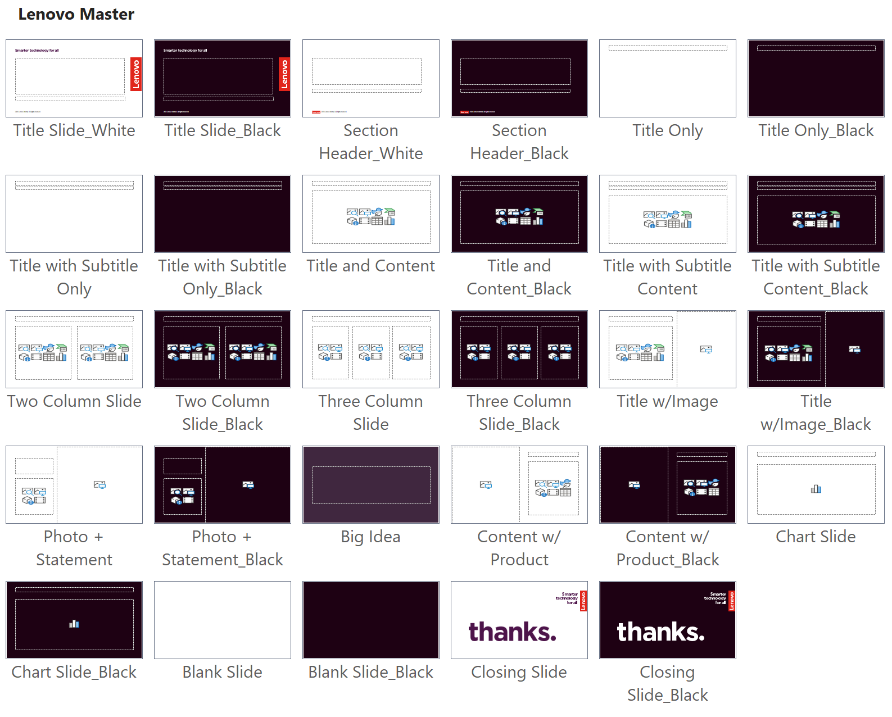 Lenovo Master
Smarter technology for all
Lenovo
Smarter technology for all
Lenovo
Title Slide_White
Title Slide_Black
Section
Header_White
Section
Header_Black
Title Only
Title Only_Black
Title with Subtitle
Only
Title with Subtitle
Only_Black
Title and Content
Title and
Content_Black
Title with Subtitle
Content
Title with Subtitle
Content_Black
Two Column Slide
Two Column
Slide_Black
Three Column
Slide
Three Column
Slide_Black
Title w/Image
Title
w/Image_Black
Photo +
Statement
Photo +
Statement_Black
Big Idea
Content w/
Product
Content w/
Product_Black
Chart Slide
Smarter
technology
for all
Lenovo
thanks.
Smarter
technology
for all
Lenovo
thanks.
Chart Slide_Black
Blank Slide
Blank Slide_Black
Closing Slide
Closing
Slide_Black